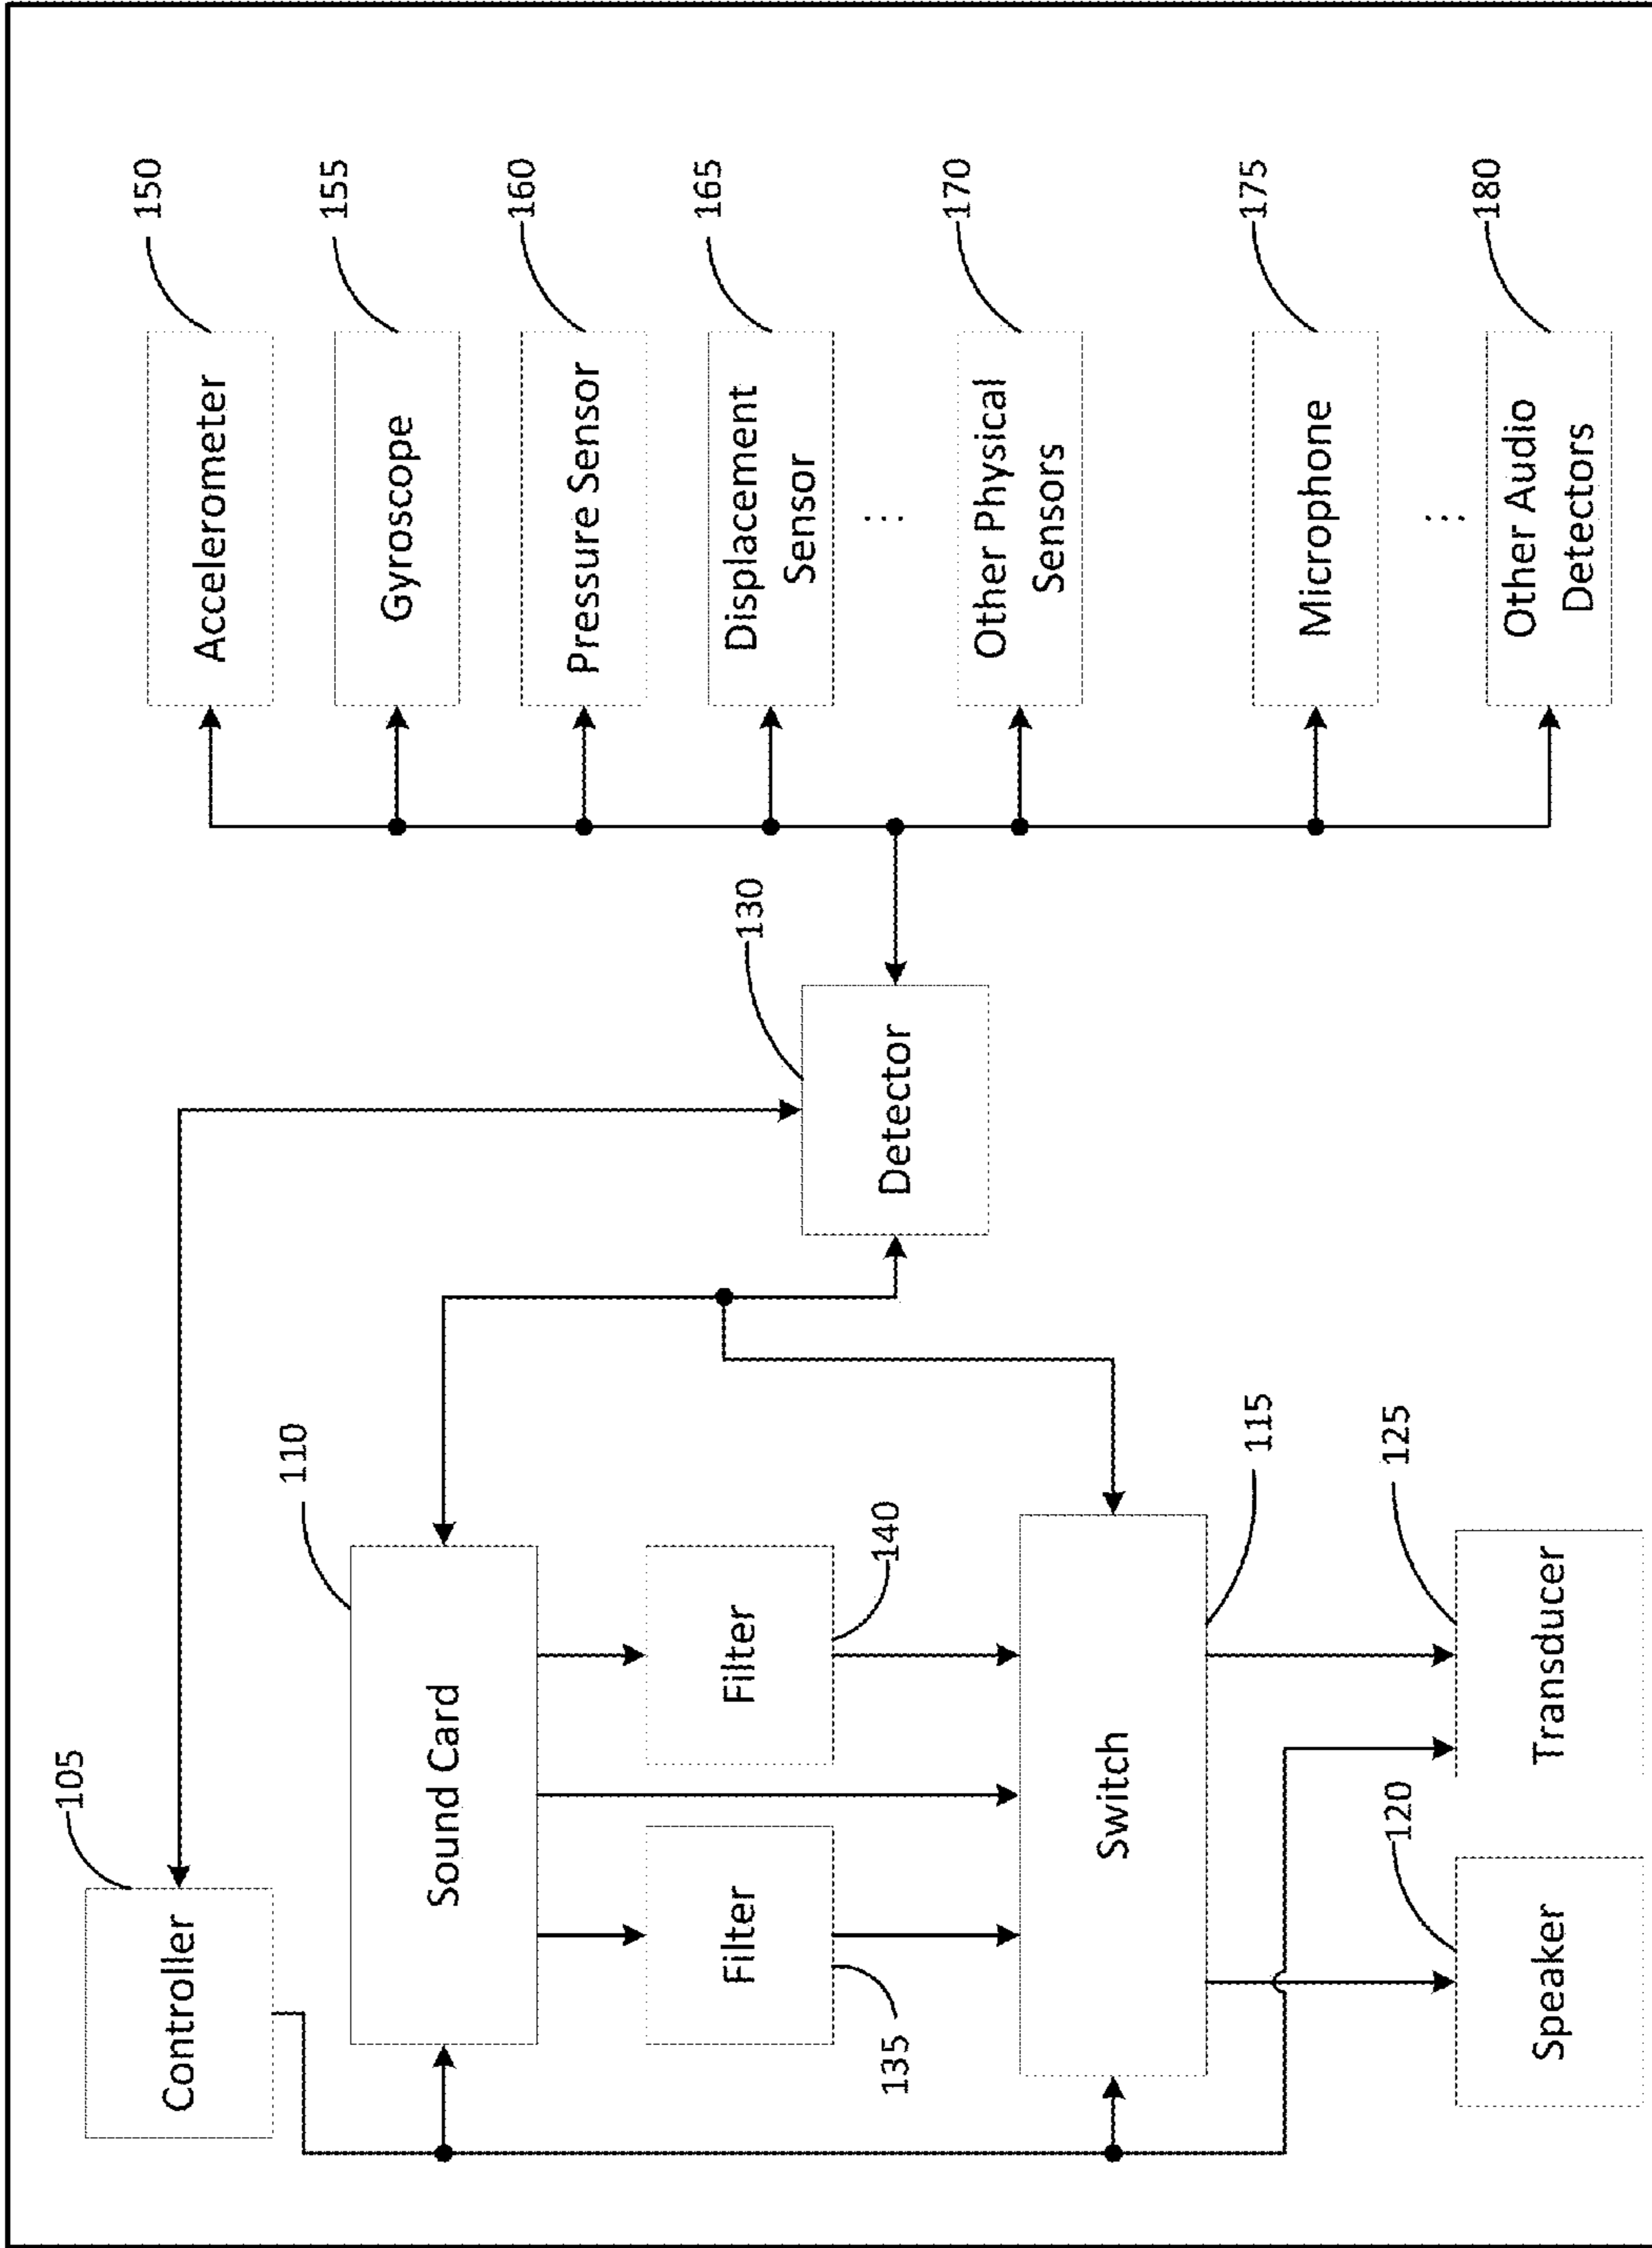 Controller
105
Sound Card
110
Filter
135
Filter
140
Switch
115
Speaker
120
Transducer
125
Detector
130
Accelerometer
150
Gyroscope
155
Pressure Sensor
160
Displacement
Sensor
165
...
Other Physical
Sensors
170
Microphone
175
...
Other Audio
Detectors
180